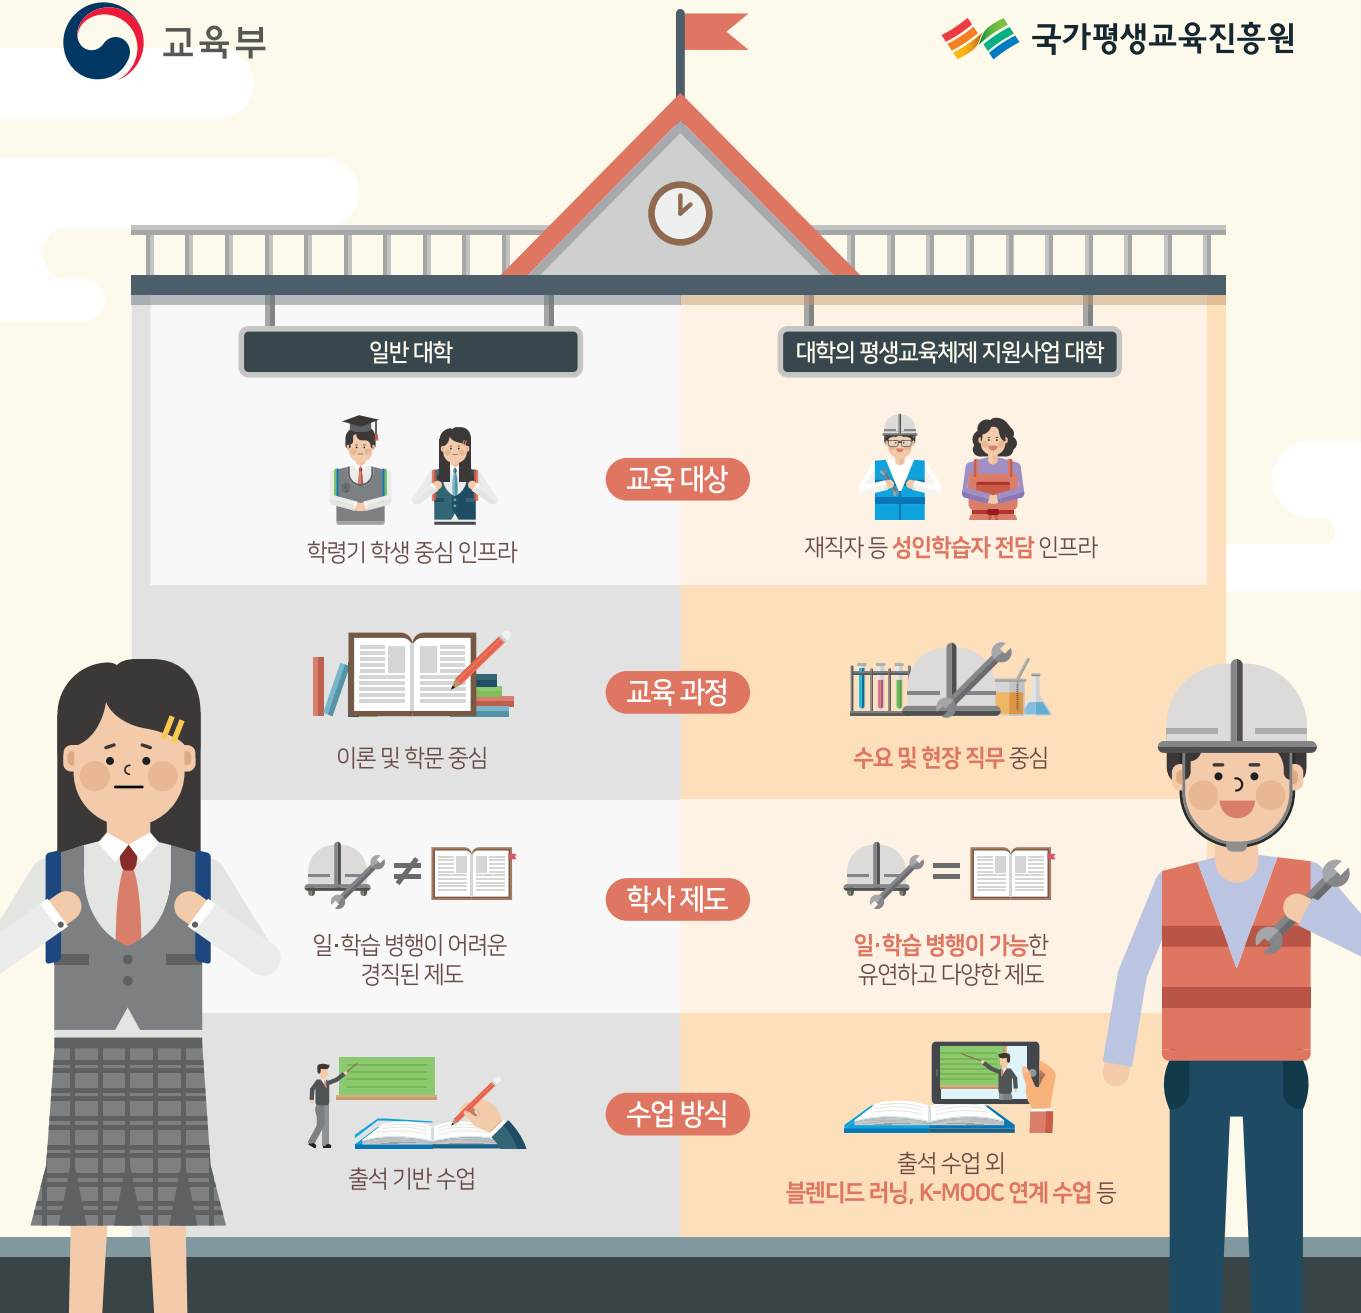 교육부
국가평생교육진흥원
일반 대학
대학의 평생교육체제 지원사업 대학
교육 대상
학령기 학생 중심 인프라
재직자 등 성인학습자 전담 인프라
교육 과정
이론 및 학문 중심
수요 및 현장 직무 중심
학사 제도
일·학습 병행이 어려운
경직된 제도
일·학습 병행이 가능한
유연하고 다양한 제도
수업 방식
출석 기반 수업
출석 수업 외
블렌디드 러닝, K-MOOC 연계 수업 등